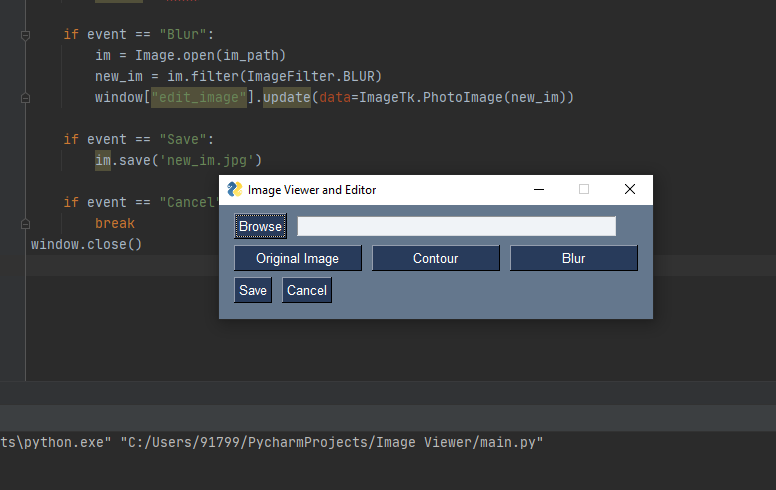 if event == "Blur":
im = Image.open(im_path)
new_im = im.filter(ImageFilter.BLUR)
window["edit_image"].update(data=ImageTk.PhotoImage(new_im))
if event == "Save":
im.save('new_im.jpg')
if event == "Cancel"
break
window.close()
Image Viewer and Editor
Browse
Original Image Contour Blur
Save Cancel
ts\python.exe" "C:/Users/91799/PycharmProjects/Image Viewer/main.py"